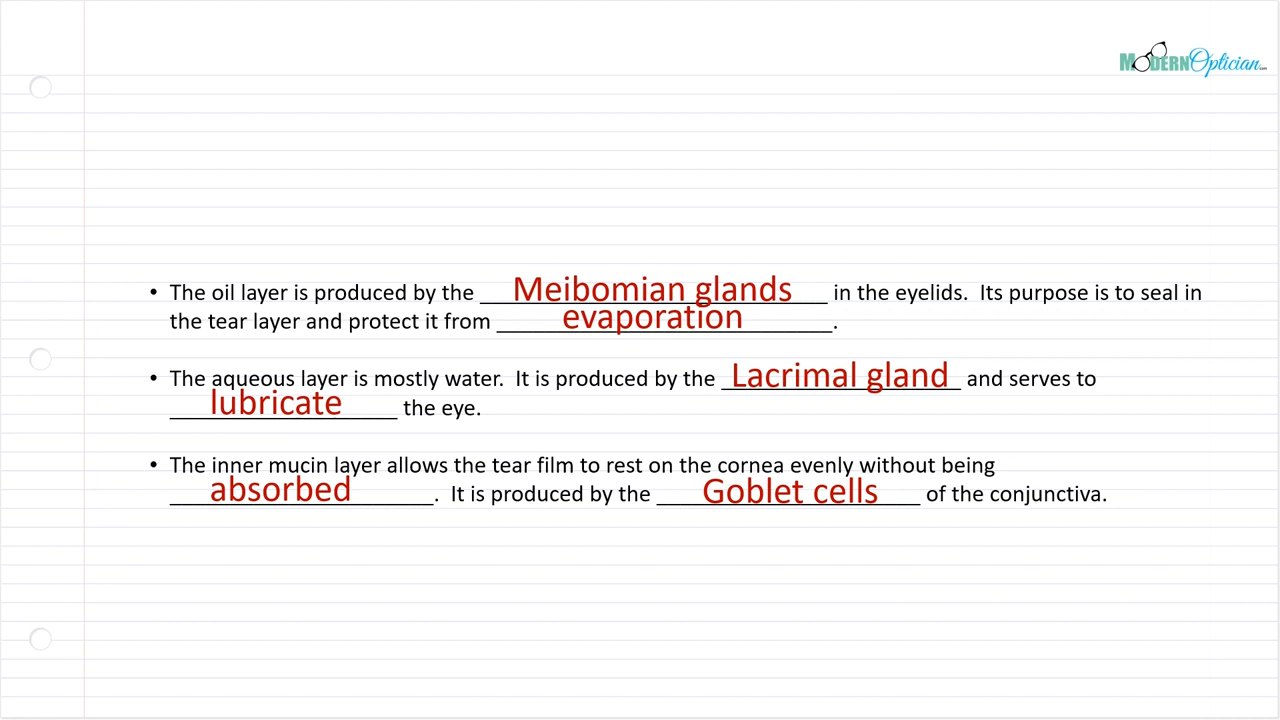 MODERNOptician.com
• The oil layer is produced by the Meibomian glands in the eyelids. Its purpose is to seal in
the tear layer and protect it from evaporation.
• The aqueous layer is mostly water. It is produced by the Lacrimal gland and serves to
lubricate the eye.
• The inner mucin layer allows the tear film to rest on the cornea evenly without being
absorbed. It is produced by the Goblet cells of the conjunctiva.